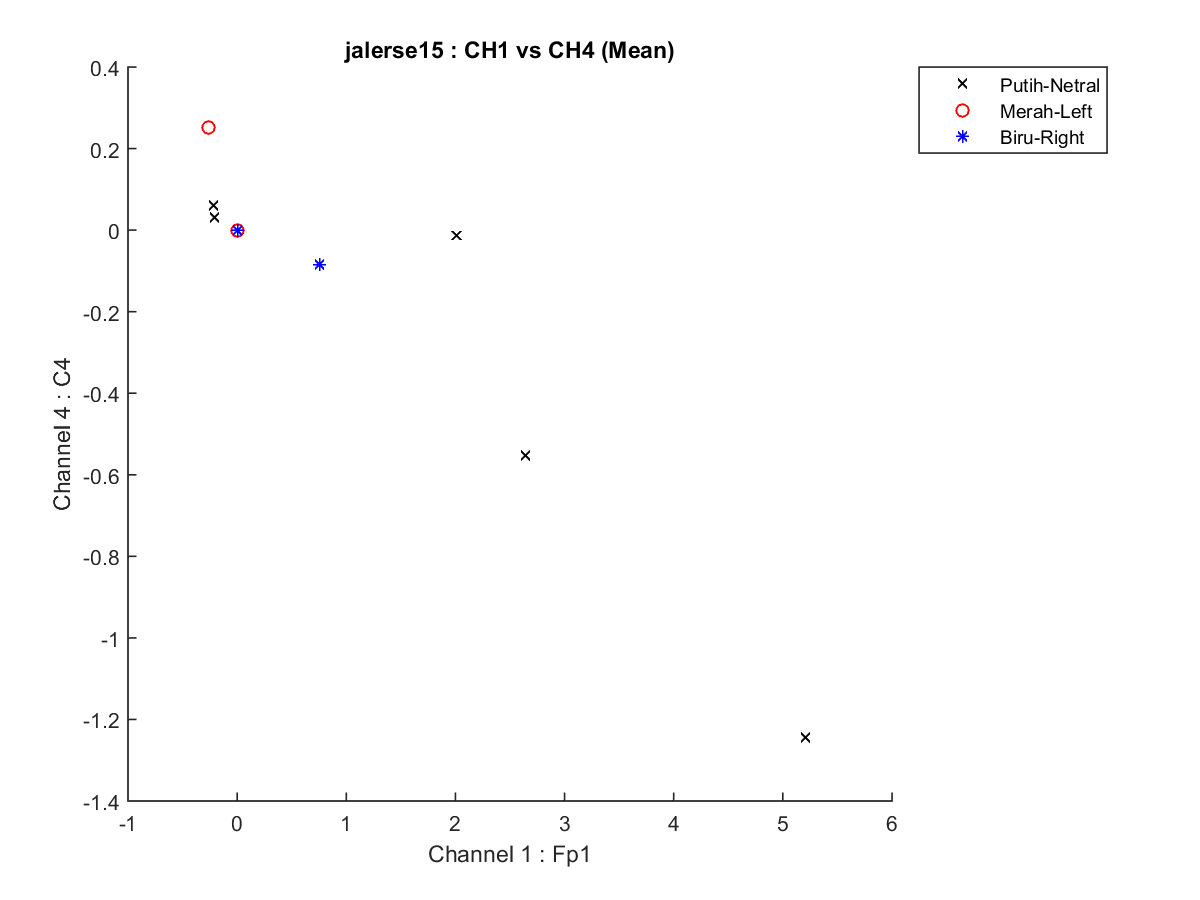 jalerse15 : CH1 vs CH4 (Mean)
Putih-Netral
Merah-Left
Biru-Right
0.4
0.2
0
-0.2
-0.4
-0.6
-0.8
-1
-1.2
-1.4
Channel 4 : C4
-1 0 1 2 3 4 5 6
Channel 1 : Fp1